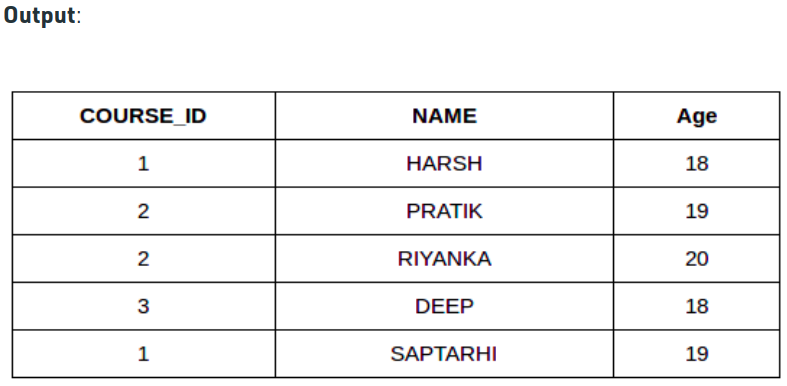 Output:
COURSE_ID NAME Age
1 HARSH 18
2 PRATIK 19
2 RIYANKA 20
3 DEEP 18
1 SAPTARHI 19